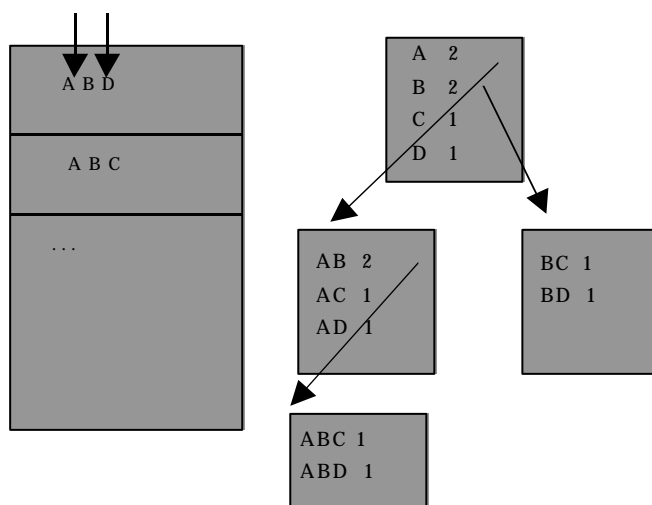 A B D
A B C
...
A 2
B 2
C 1
D 1
AB 2
AC 1
AD 1
BC 1
BD 1
ABC 1
ABD 1